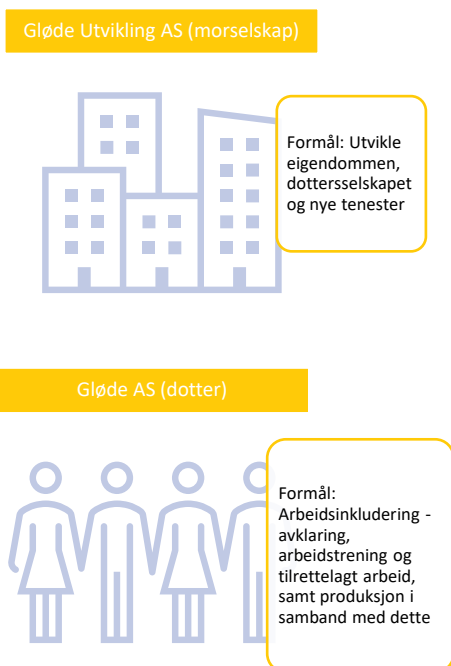 Gløde Utvikling AS (morselskap)
Formål: Utvikle
eigendommen,
dottersselskapet
og nye tenester
Gløde AS (dotter)
Formål:
Arbeidsinkludering -
avklaring,
arbeidstrening og
tilrettelagt arbeid,
samt produksjon i
samband med dette